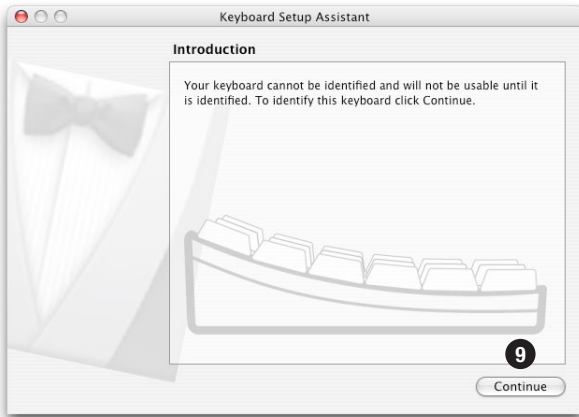 Keyboard Setup Assistant
Introduction
Your keyboard cannot be identified and will not be usable until it
is identified. To identify this keyboard click Continue.
9
Continue